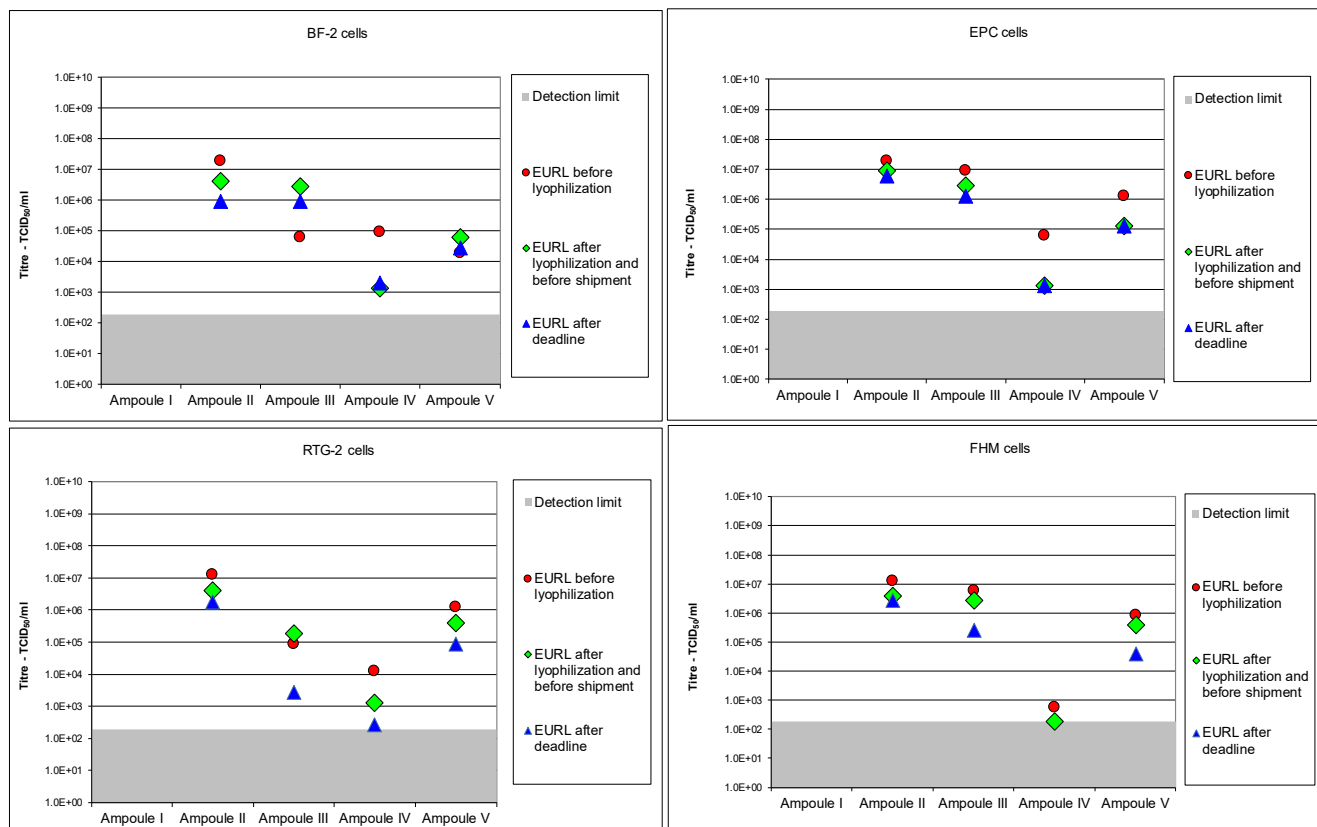 BF-2 cells
Titre - TCID50/ml
1.0E+10
1.0E+09
1.0E+08
1.0E+07
1.0E+06
1.0E+05
1.0E+04
1.0E+03
1.0E+02
1.0E+01
1.0E+00
Ampoule I Ampoule II Ampoule III Ampoule IV Ampoule V
Detection limit
EURL before
lyophilization
EURL after
lyophilization and
before shipment
EURL after
deadline
EPC cells
Titre - TCID50/ml
1.0E+10
1.0E+09
1.0E+08
1.0E+07
1.0E+06
1.0E+05
1.0E+04
1.0E+03
1.0E+02
1.0E+01
1.0E+00
Ampoule I Ampoule II Ampoule III Ampoule IV Ampoule V
Detection limit
EURL before
lyophilization
EURL after
lyophilization and
before shipment
EURL after
deadline
RTG-2 cells
Titre - TCID50/ml
1.0E+10
1.0E+09
1.0E+08
1.0E+07
1.0E+06
1.0E+05
1.0E+04
1.0E+03
1.0E+02
1.0E+01
1.0E+00
Ampoule I Ampoule II Ampoule III Ampoule IV Ampoule V
Detection limit
EURL before
lyophilization
EURL after
lyophilization and
before shipment
EURL after
deadline
FHM cells
Titre - TCID50/ml
1.0E+10
1.0E+09
1.0E+08
1.0E+07
1.0E+06
1.0E+05
1.0E+04
1.0E+03
1.0E+02
1.0E+01
1.0E+00
Ampoule I Ampoule II Ampoule III Ampoule IV Ampoule V
Detection limit
EURL before
lyophilization
EURL after
lyophilization and
before shipment
EURL after
deadline